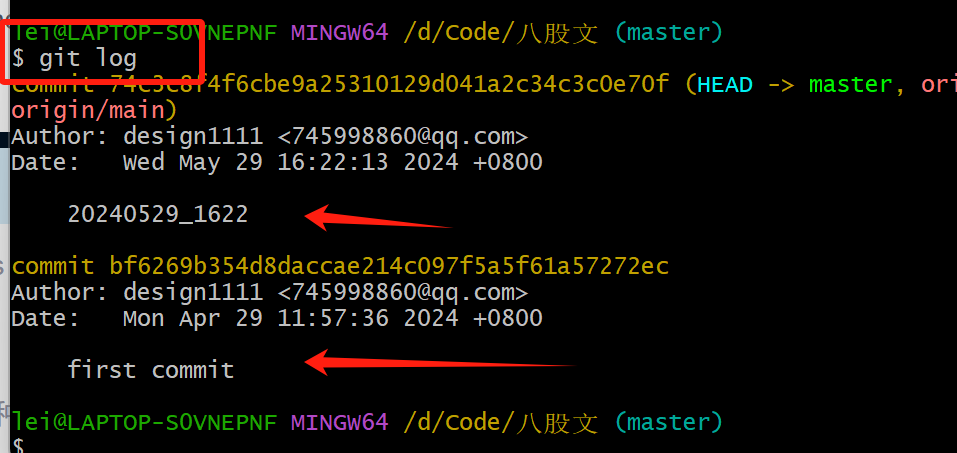 lei@LAPTOP-S0VNEPNF MINGW64 /d/Code/八股文 (master)
$ git log
commit 74c3c8f4f6cbe9a25310129d041a2c34c3c0e70f (HEAD -> master, ori
origin/main)
Author: design1111 <745998860@qq.com>
Date:   Wed May 29 16:22:13 2024 +0800
20240529_1622
commit bf6269b354d8daccae214c097f5a5f61a57272ec
Author: design1111 <745998860@qq.com>
Date:   Mon Apr 29 11:57:36 2024 +0800
first commit
lei@LAPTOP-S0VNEPNF MINGW64 /d/Code/八股文 (master)
$